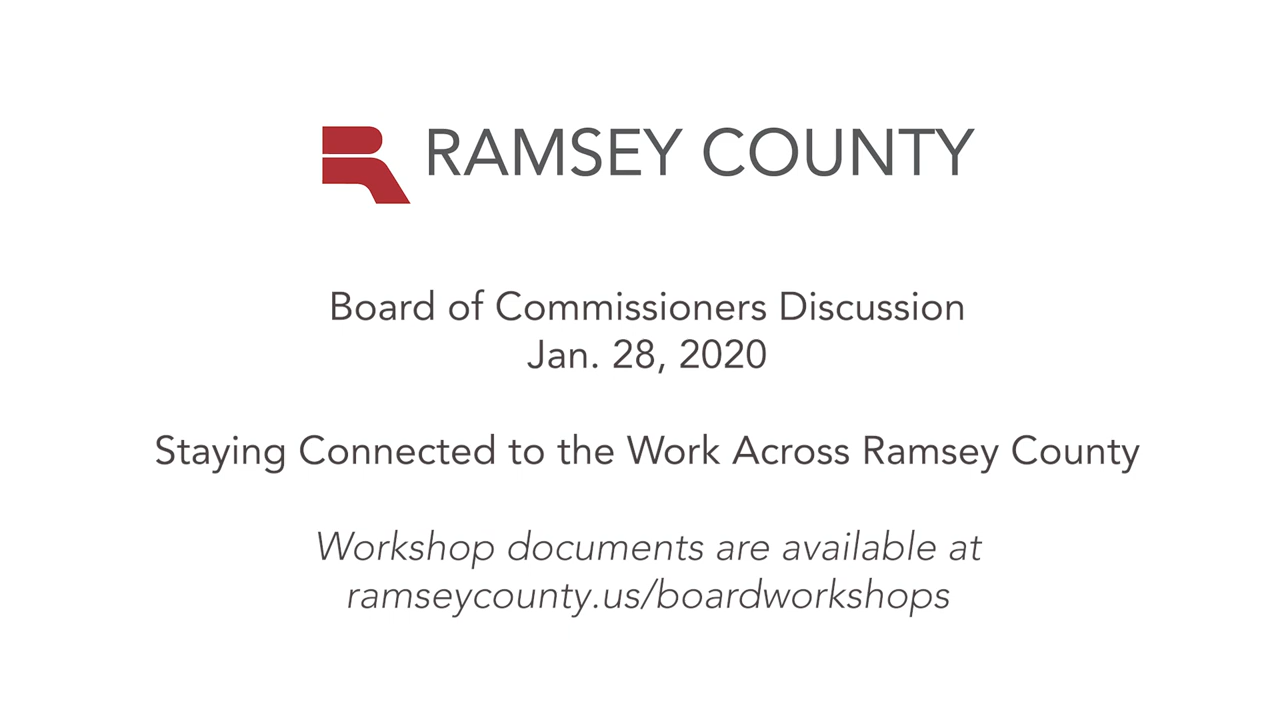 RAMSEY COUNTY
Board of Commissioners Discussion
Jan. 28, 2020
Staying Connected to the Work Across Ramsey County
Workshop documents are available at
ramseycounty.us/boardworkshops